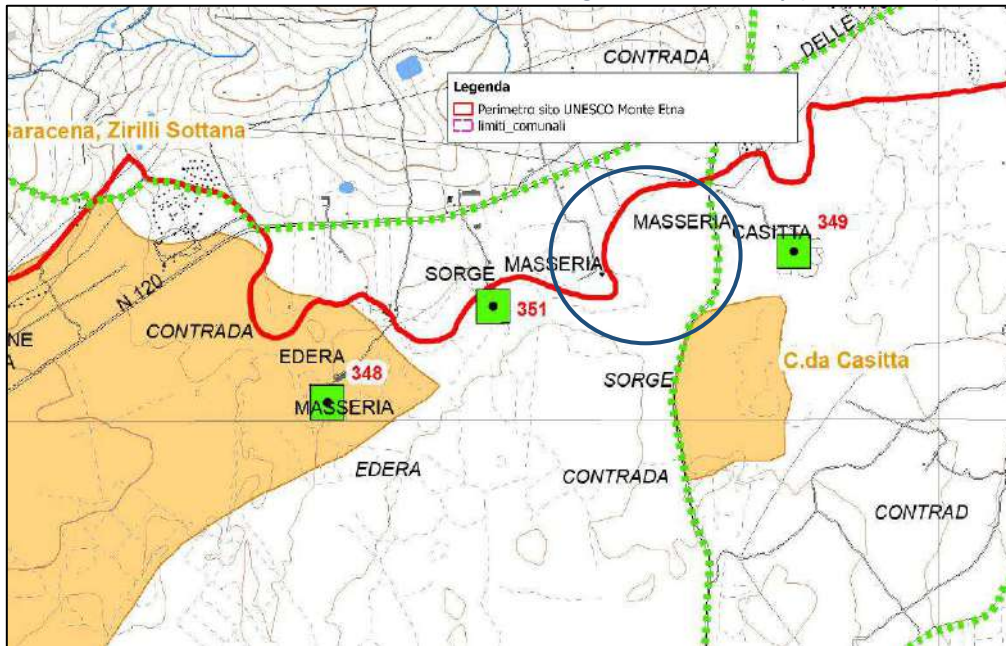 CONTRADA
DELLE
Legenda
Perimetro sito UNESCO Monte Etna
limiti_comunali
Saracena, Zirilli Sottana
MASSERIA
349
CASITTA
SORGE
MASSERIA
N.120
351
CONTRADA
NE
A
EDERA
C.da Casitta
348
SORGE
MASSERIA
EDERA
CONTRADA
CONTRAD